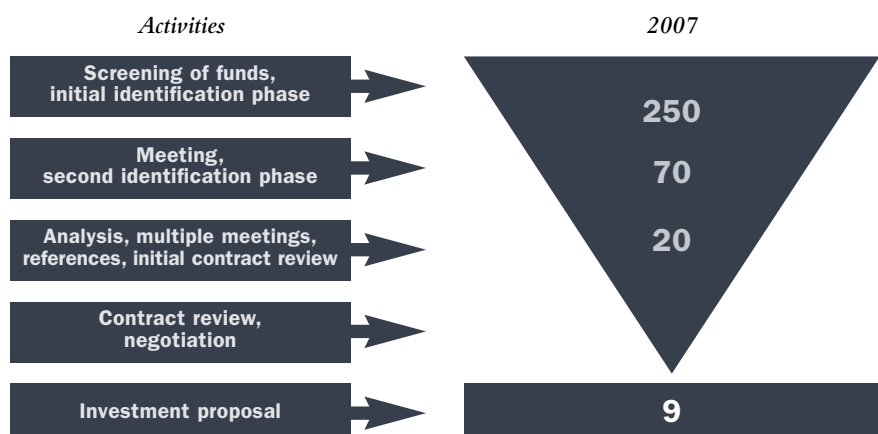 Activities
2007
Screening of funds,
initial identification phase
250
Meeting,
second identification phase
70
Analysis, multiple meetings,
references, initial contract review
20
Contract review,
negotiation
Investment proposal
9